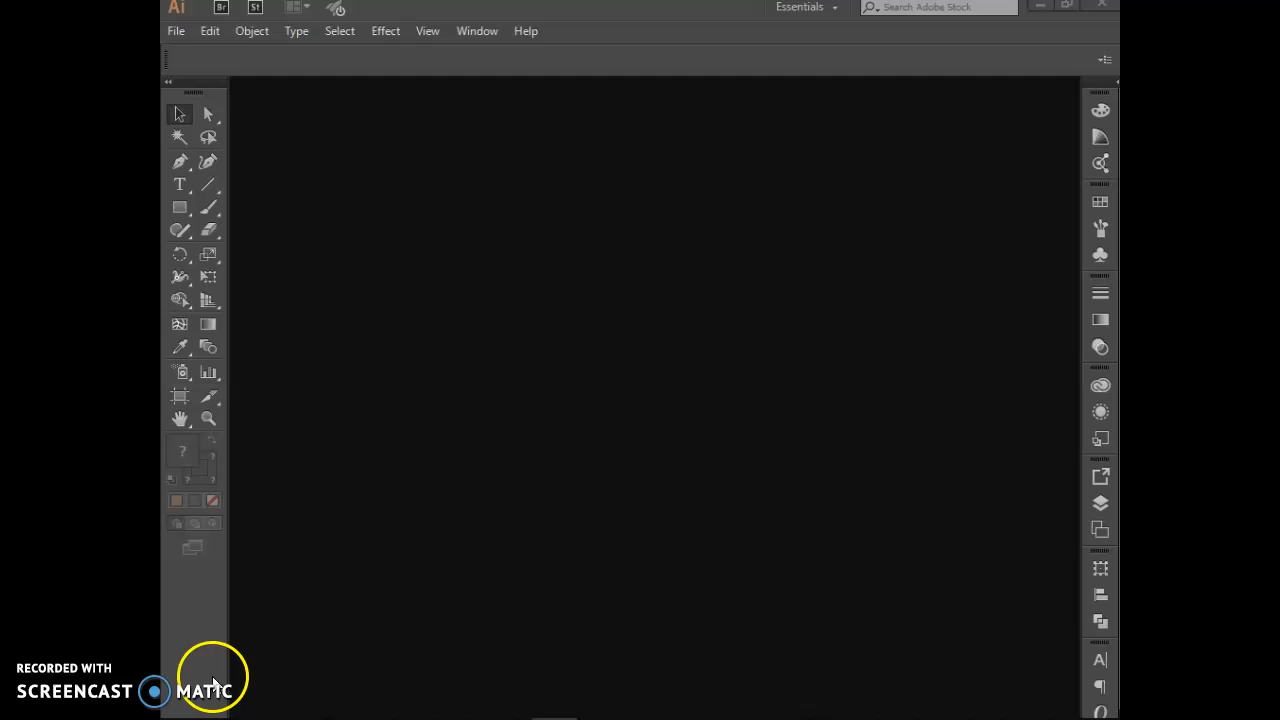 Ai Br St Essentials Search Adobe Stock
File Edit Object Type Select Effect View Window Help
T
?
?
? ?
A
RECORDED WITH
SCREENCAST MATIC